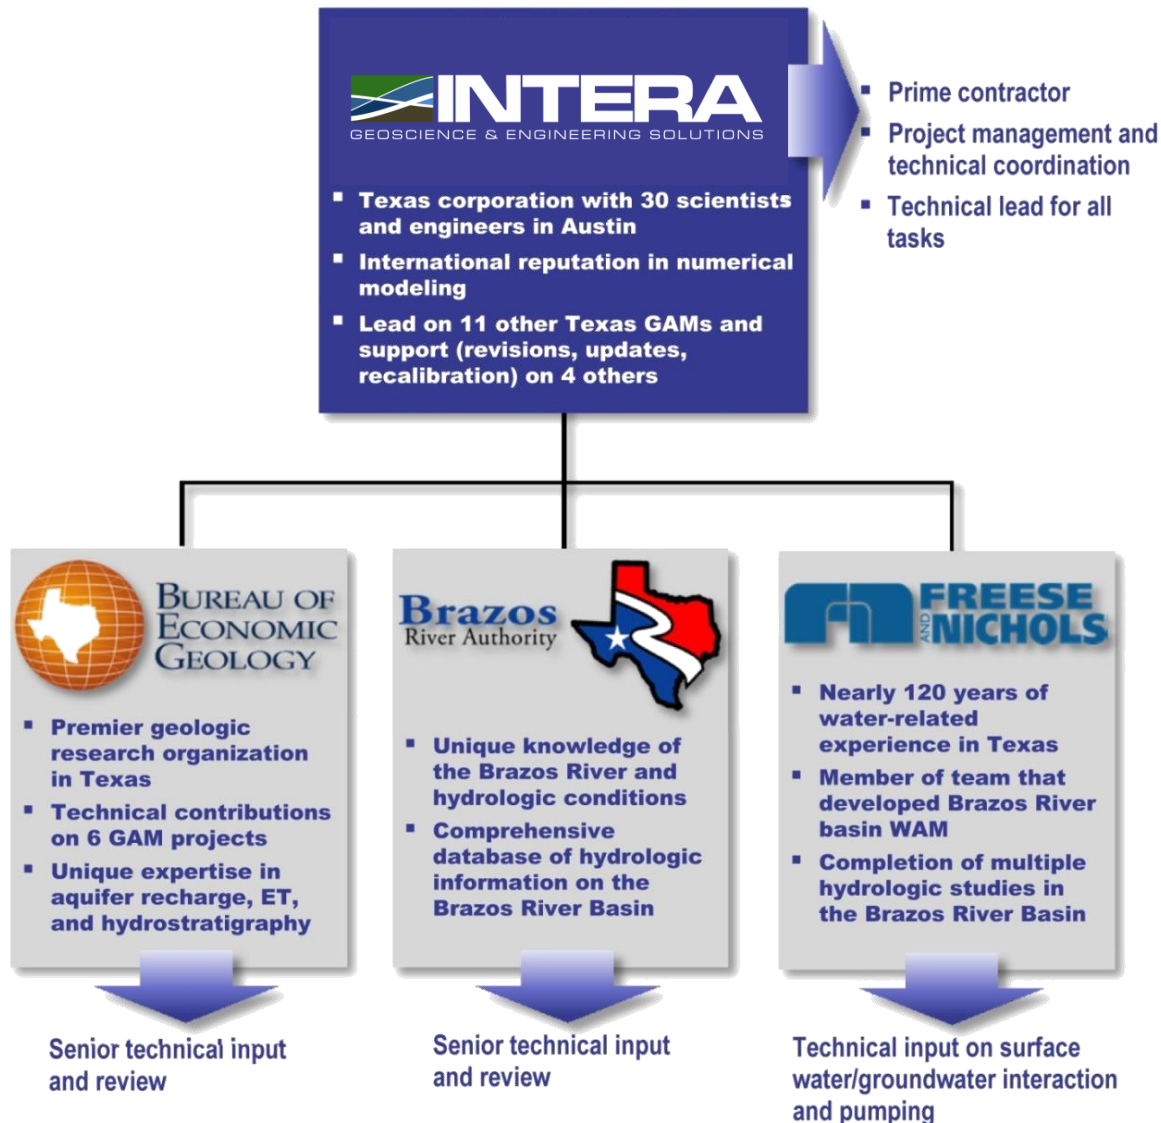 INTERA
GEOSCIENCE & ENGINEERING SOLUTIONS
▪ Texas corporation with 30 scientists
and engineers in Austin
▪ International reputation in numerical
modeling
▪ Lead on 11 other Texas GAMs and
support (revisions, updates,
recalibration) on 4 others
▪ Prime contractor
▪ Project management and
technical coordination
▪ Technical lead for all
tasks
BUREAU OF
ECONOMIC
GEOLOGY
▪ Premier geologic
research organization
in Texas
▪ Technical contributions
on 6 GAM projects
▪ Unique expertise in
aquifer recharge, ET,
and hydrostratigraphy
Senior technical input
and review
Brazos
River Authority
▪ Unique knowledge of
the Brazos River and
hydrologic conditions
▪ Comprehensive
database of hydrologic
information on the
Brazos River Basin
Senior technical input
and review
FREESE
AND NICHOLS
▪ Nearly 120 years of
water-related
experience in Texas
▪ Member of team that
developed Brazos River
basin WAM
▪ Completion of multiple
hydrologic studies in
the Brazos River Basin
Technical input on surface
water/groundwater interaction
and pumping